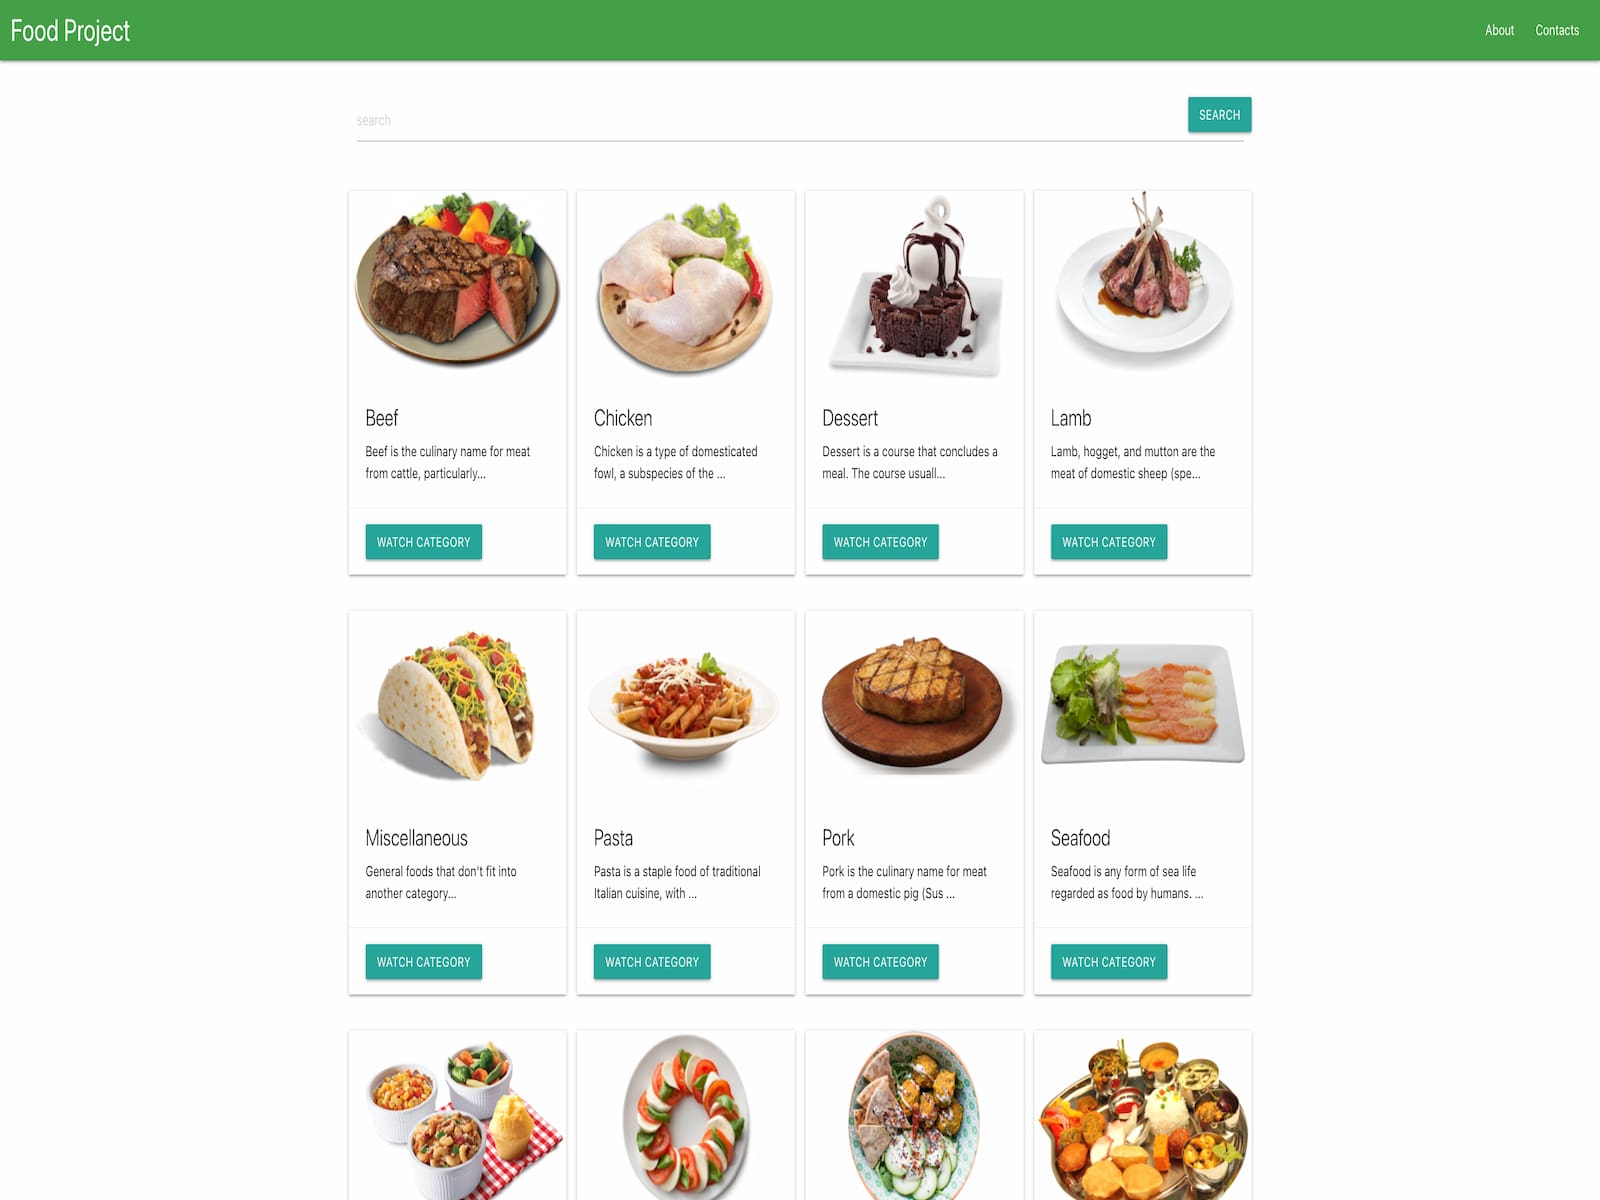 Food Project
About
Contacts
search
SEARCH
Beef
Beef is the culinary name for meat
from cattle, particularly...
WATCH CATEGORY
Chicken
Chicken is a type of domesticated
fowl, a subspecies of the ...
WATCH CATEGORY
Dessert
Dessert is a course that concludes a
meal. The course usuall...
WATCH CATEGORY
Lamb
Lamb, hogget, and mutton are the
meat of domestic sheep (spe...
WATCH CATEGORY
Miscellaneous
General foods that don't fit into
another category...
WATCH CATEGORY
Pasta
Pasta is a staple food of traditional
Italian cuisine, with ...
WATCH CATEGORY
Pork
Pork is the culinary name for meat
from a domestic pig (Sus ...
WATCH CATEGORY
Seafood
Seafood is any form of sea life
regarded as food by humans. ...
WATCH CATEGORY